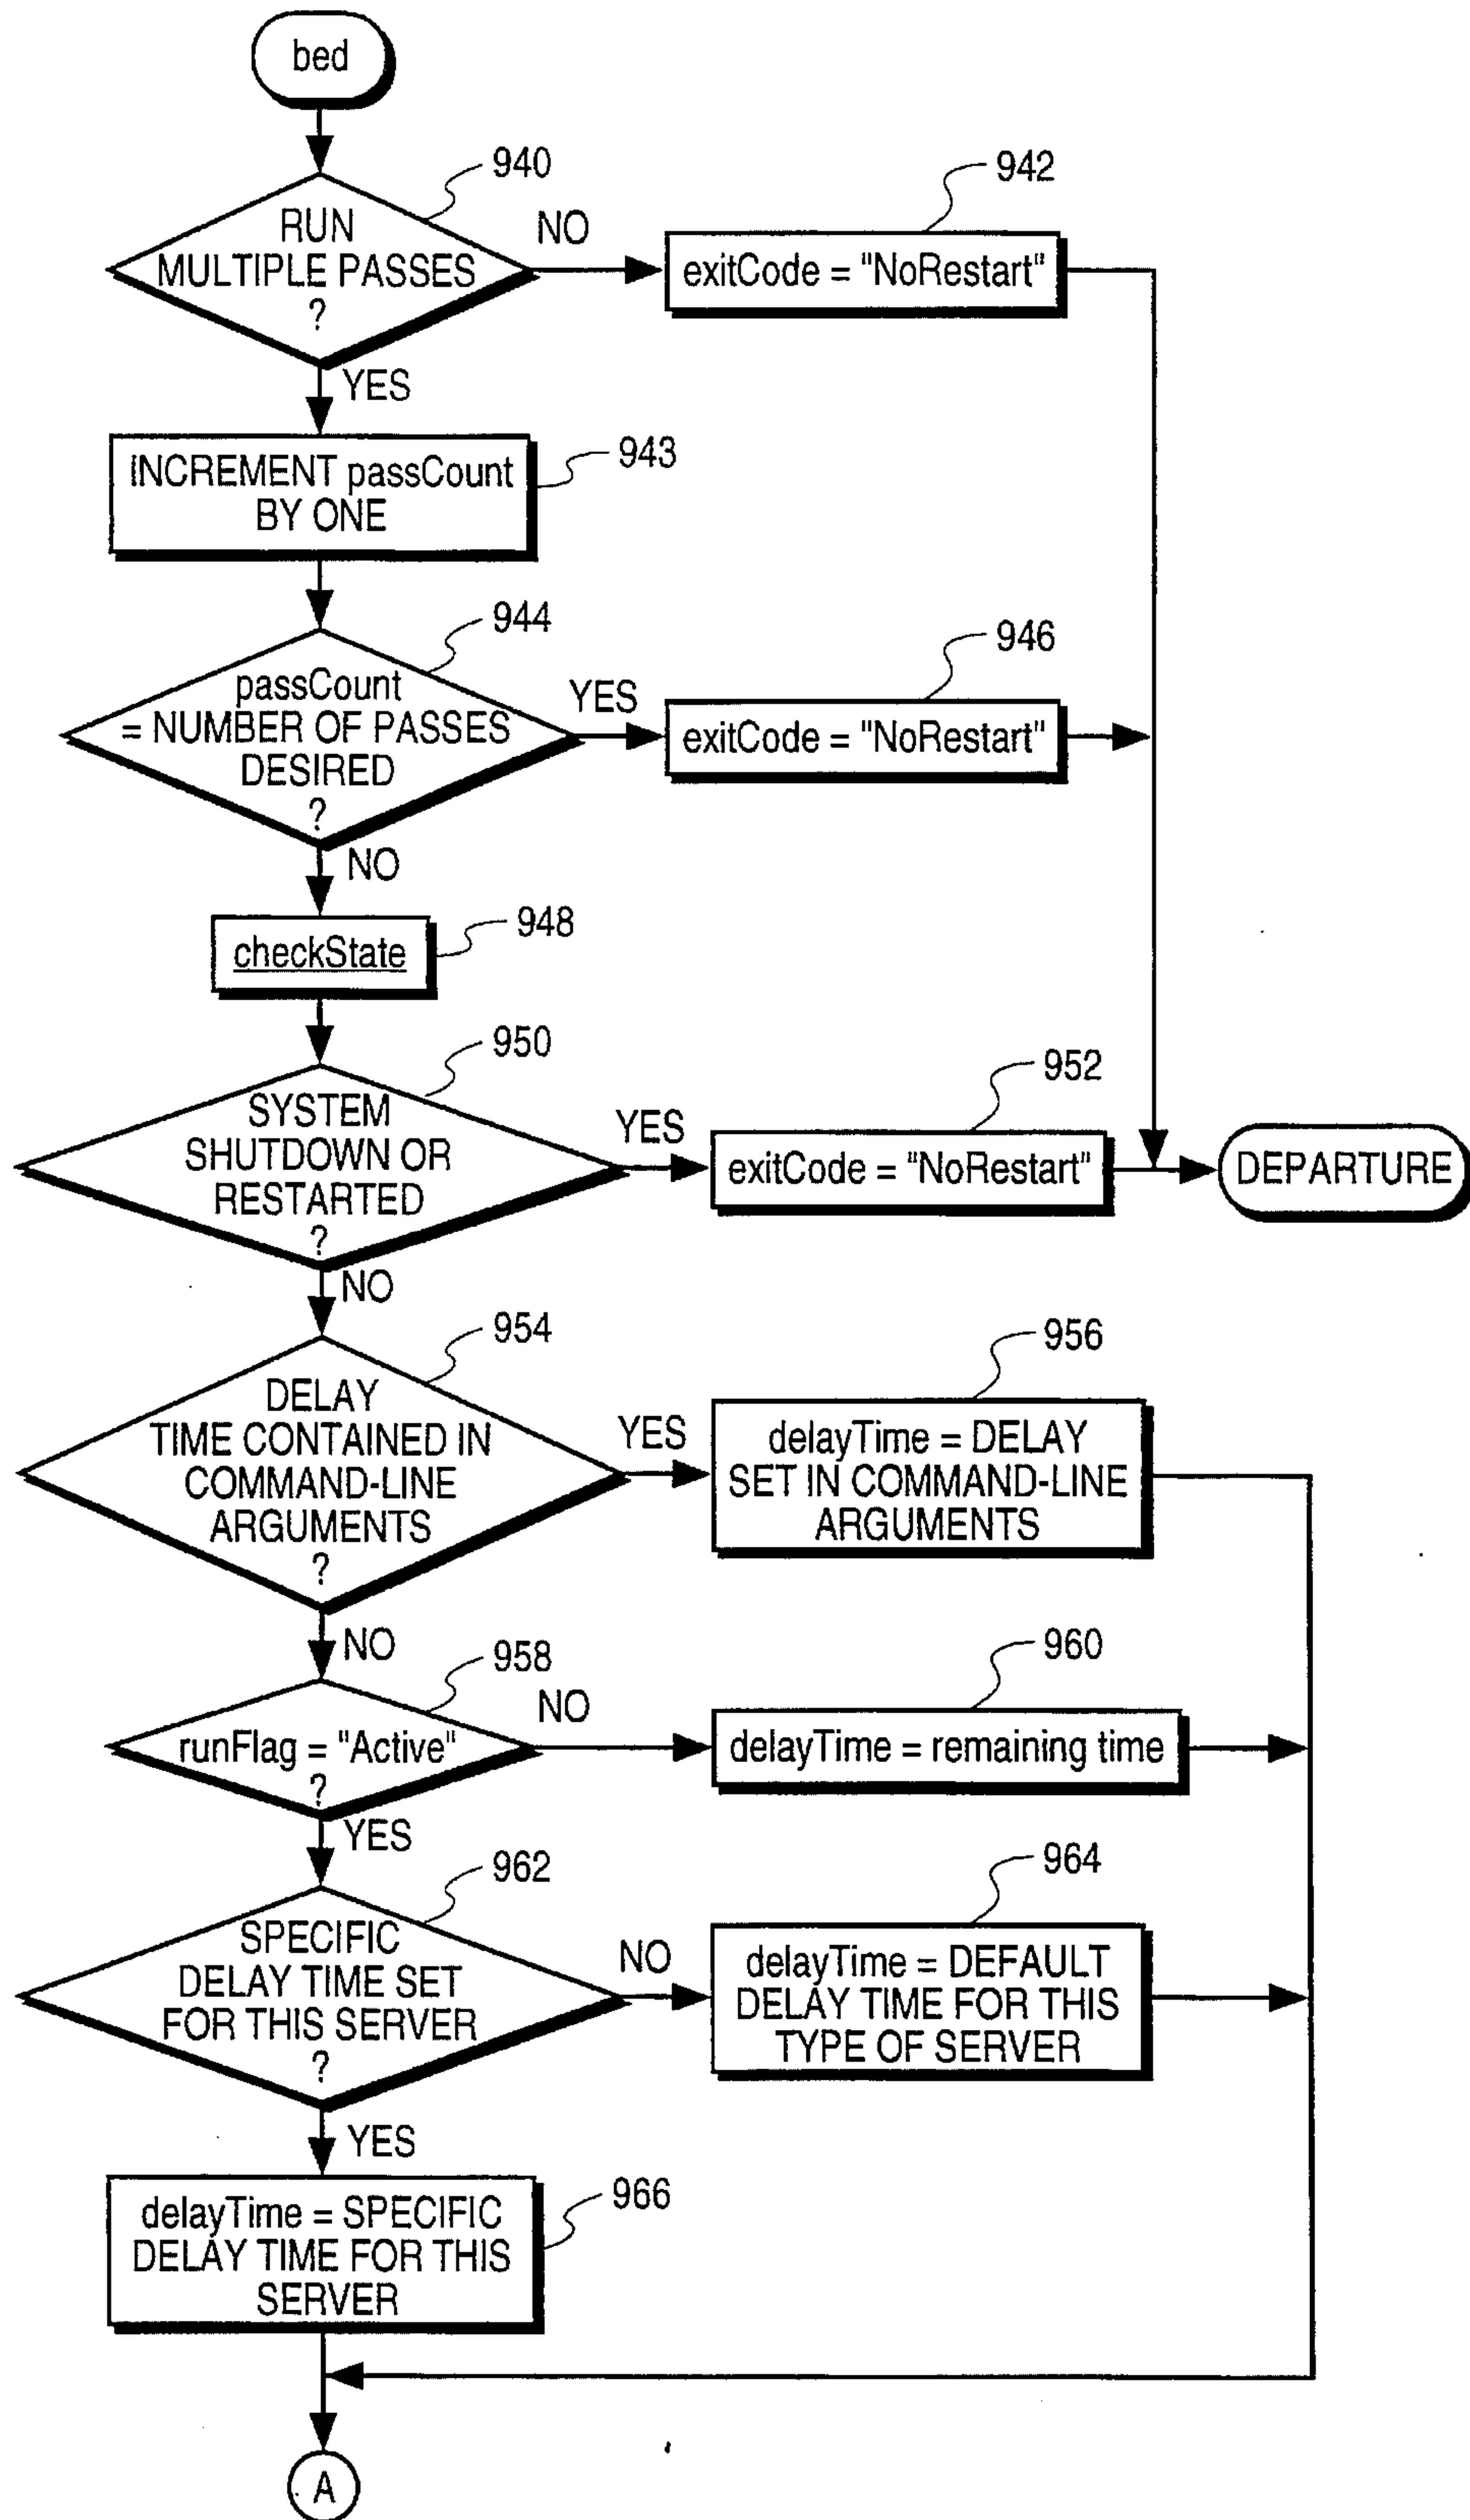 bed
940
RUN
MULTIPLE PASSES
?
NO
942
exitCode = "NoRestart"
YES
INCREMENT passCount
BY ONE
943
944
passCount
= NUMBER OF PASSES
DESIRED
?
YES
946
exitCode = "NoRestart"
NO
checkState
948
950
SYSTEM
SHUTDOWN OR
RESTARTED
?
YES
952
exitCode = "NoRestart"
DEPARTURE
NO
954
DELAY
TIME CONTAINED IN
COMMAND-LINE
ARGUMENTS
?
YES
956
delayTime = DELAY
SET IN COMMAND-LINE
ARGUMENTS
NO
958
runFlag = "Active"
?
NO
960
delayTime = remaining time
YES
962
SPECIFIC
DELAY TIME SET
FOR THIS SERVER
?
NO
964
delayTime = DEFAULT
DELAY TIME FOR THIS
TYPE OF SERVER
YES
delayTime = SPECIFIC
DELAY TIME FOR THIS
SERVER
966
A